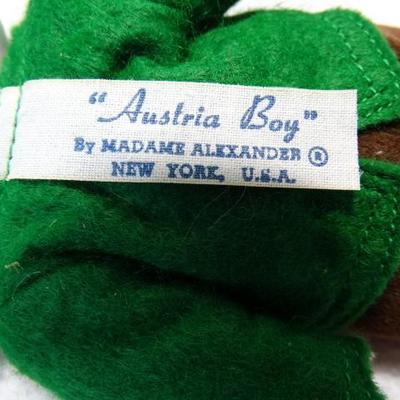 "Austria Boy"
By MADAME ALEXANDER ®
NEW YORK, U.S.A.